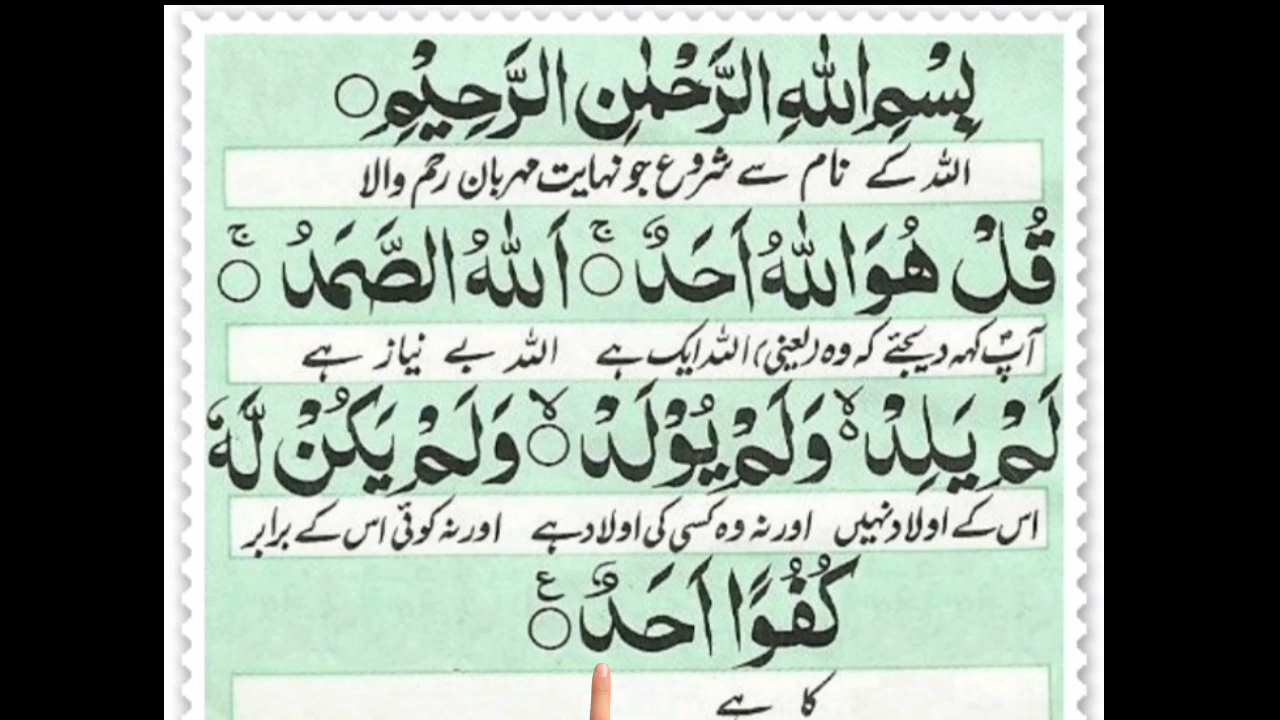 بِسْمِ اللّٰهِ الرَّحْمٰنِ الرَّحِيْمِ ○
اللہ کے نام سے شروع جو نہایت مہربان رحم والا
قُلْ هُوَ اللّٰهُ اَحَدٌ ○ۚ اَللّٰهُ الصَّمَدُ ○ۚ
آپؐ کہہ دیجئے کہ وہ (یعنی) اللہ ایک ہے اللہ بے نیاز ہے
لَمْ يَلِدْ ۙ۬ وَلَمْ يُوْلَدْ ○ۙ وَلَمْ يَكُنْ لَّهٗ
اس کے اولاد نہیں اور نہ وہ کسی کی اولاد ہے اور نہ کوئی اس کے برابر
كُفُوًا اَحَدٌ ○ع
کا ہے